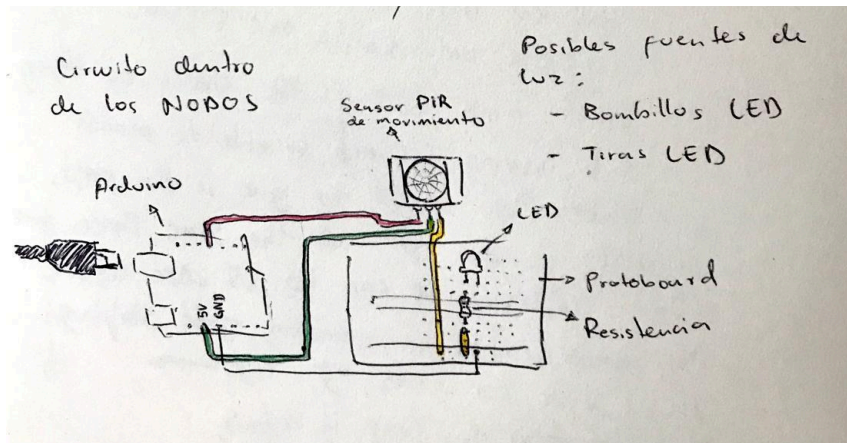 Circuito dentro
de los NODOS
Posibles fuentes de
luz:
- Bombillos LED
- Tiras LED
Sensor PIR
de movimiento
Arduino
LED
5V
GND
Protoboard
Resistencia